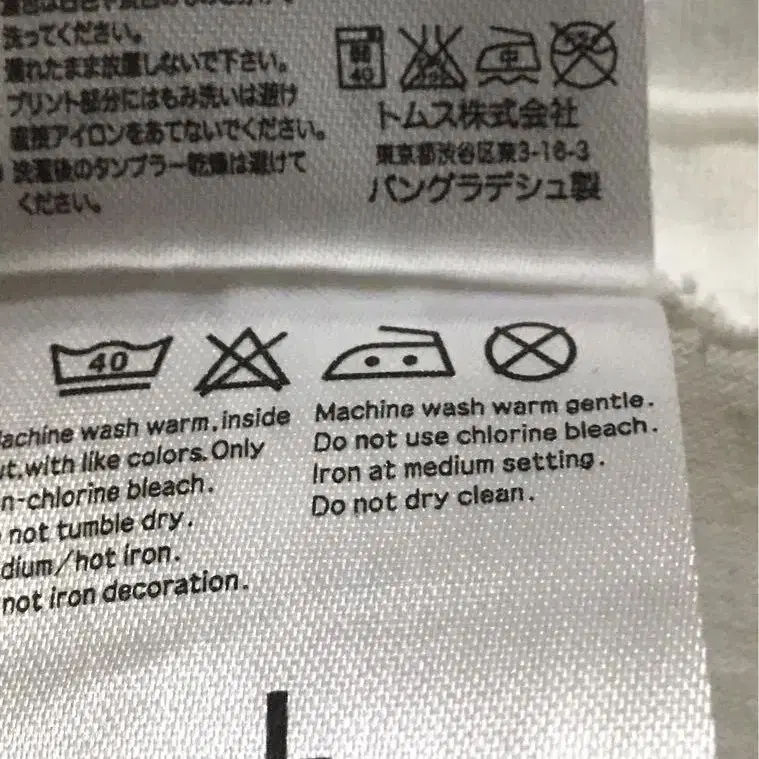 洗ってください。
濡れたまま放置しないで下さい。
プリント部分にはもみ洗いは避け
直接アイロンをあてないでください。
洗濯後のタンブラー乾燥は避けて
ください。
40
中
トムス株式会社
東京都渋谷区東3-16-3
バングラデシュ製
40
achine wash warm.inside
ut.with like colors.Only
n-chlorine bleach.
not tumble dry.
dium/hot iron.
not iron decoration.
Machine wash warm gentle.
Do not use chlorine bleach.
Iron at medium setting.
Do not dry clean.
L